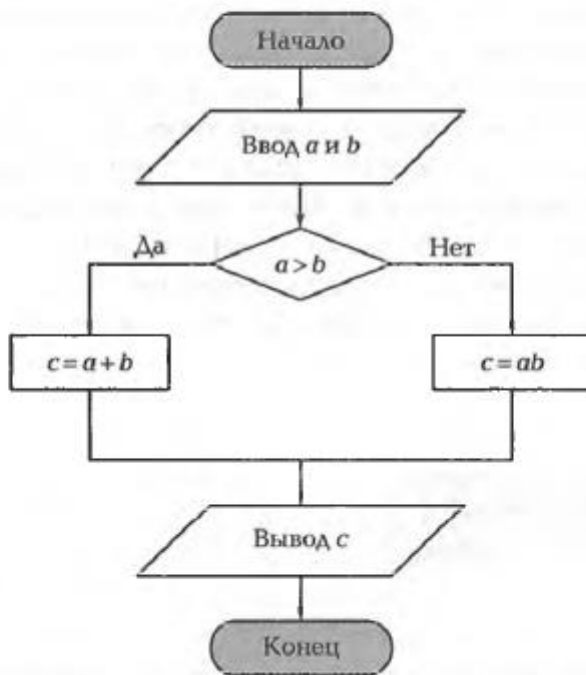 Начало
Ввод a и b
Да
a > b
Нет
c = a + b
c = ab
Вывод c
Конец